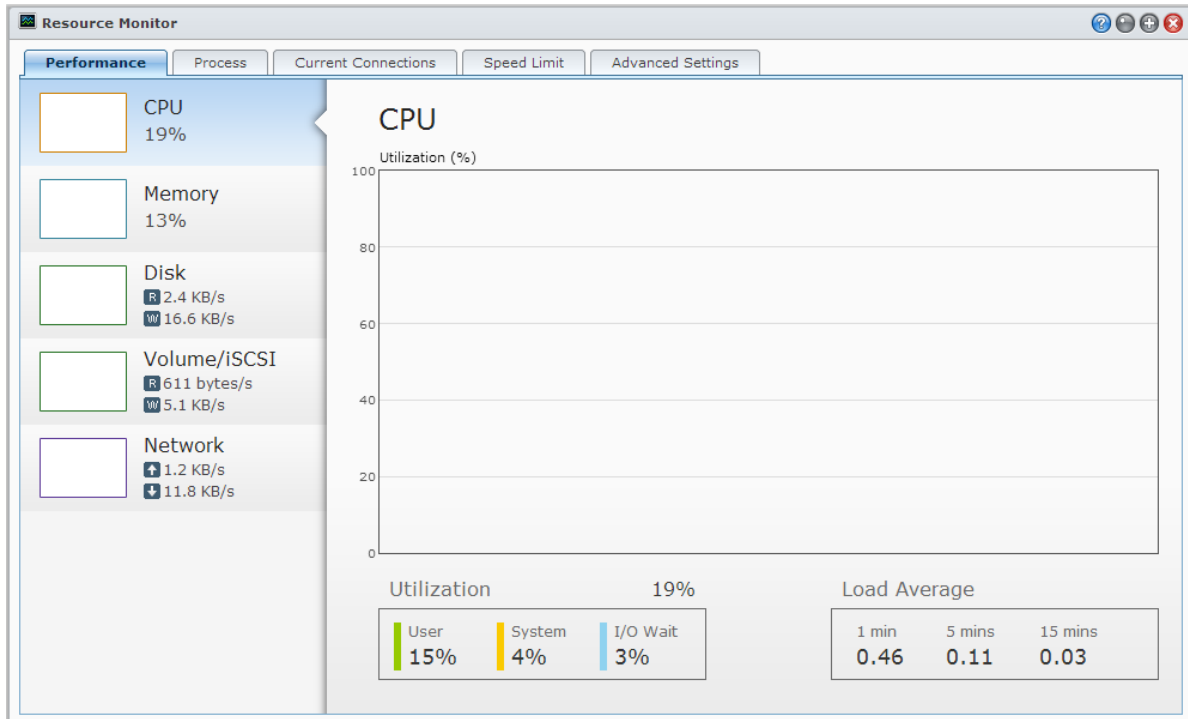 Resource Monitor
Performance Process Current Connections Speed Limit Advanced Settings
CPU
19%
Memory
13%
Disk
R 2.4 KB/s
W 16.6 KB/s
Volume/iSCSI
R 611 bytes/s
W 5.1 KB/s
Network
1.2 KB/s
11.8 KB/s
CPU
Utilization (%)
100
80
60
40
20
0
Utilization 19%
User System I/O Wait
15% 4% 3%
Load Average
1 min 5 mins 15 mins
0.46 0.11 0.03